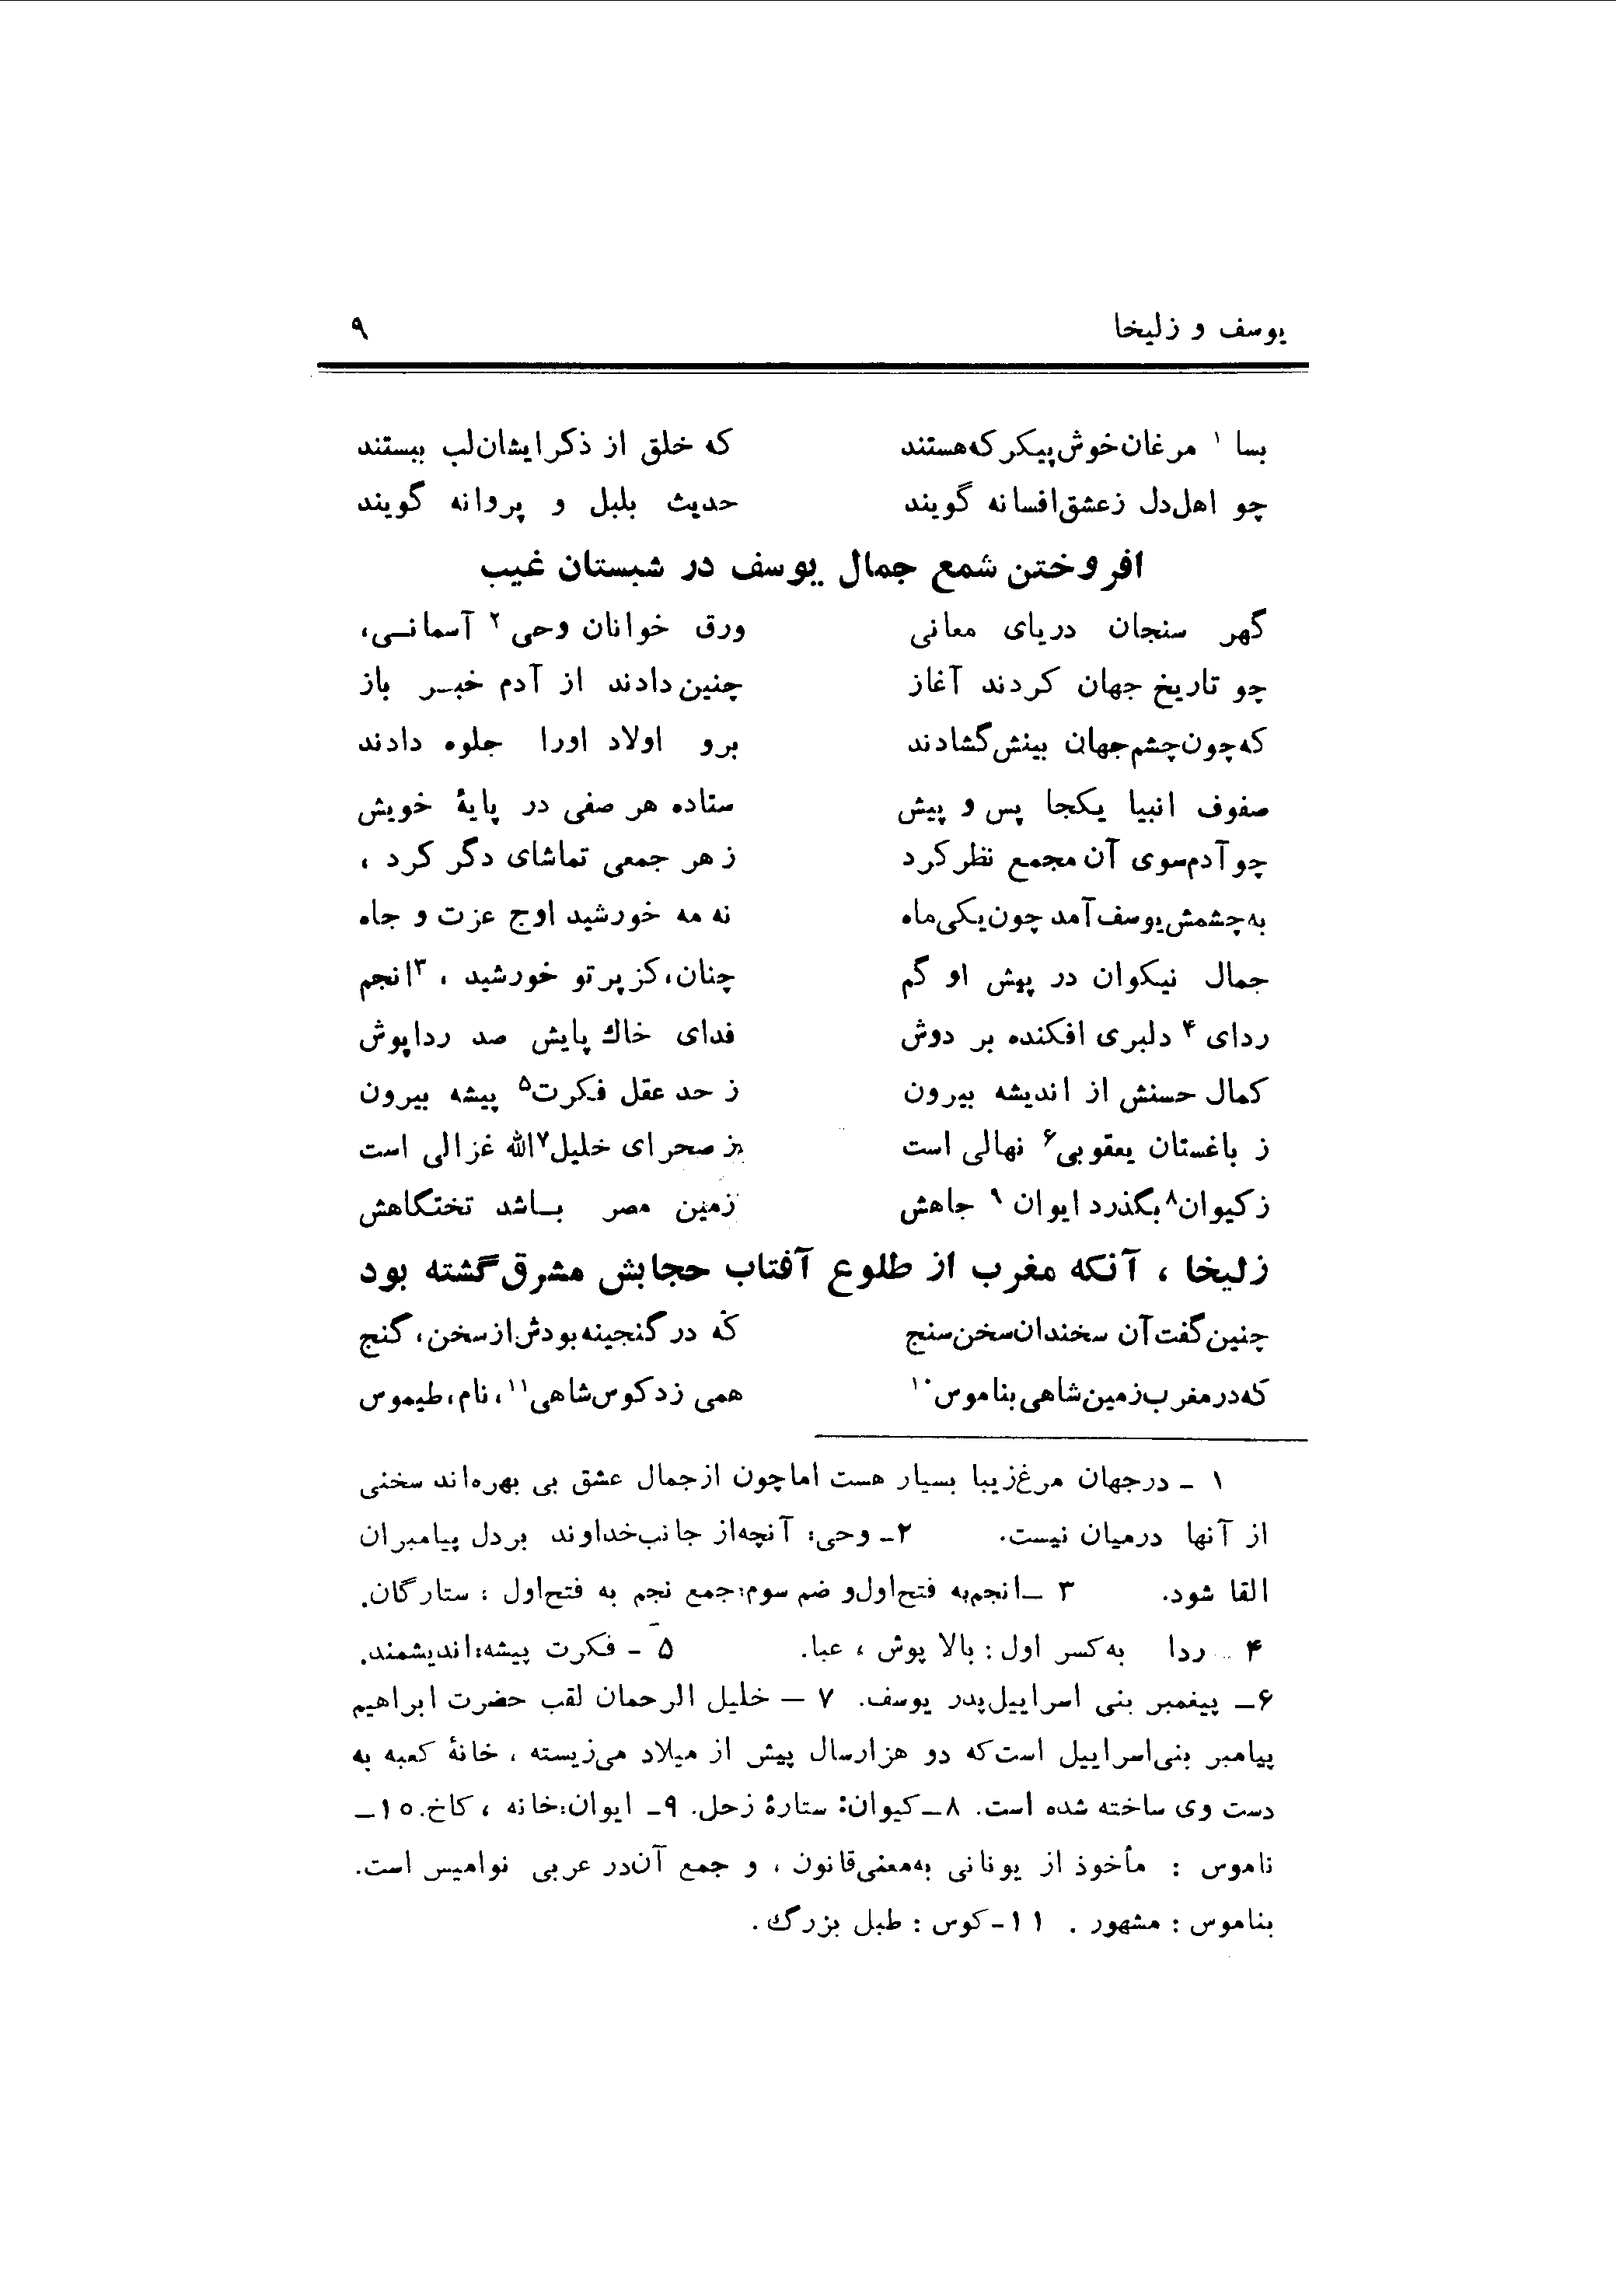 یوسف و زلیخا ۹
بسا ۱ مرغان خوش پیکر که هستند که خلق از ذکر ایشان لب ببستند
چو اهل دل ز عشق افسانه گویند حدیث بلبل و پروانه گویند
افروختن شمع جمال یوسف در شبستان غیب
گهر سنجان دریای معانی ورق خوانان وحی ۲ آسمانی،
چو تاریخ جهان کردند آغاز چنین دادند از آدم خبر باز
که چون چشم جهان بینش گشادند برو اولاد اورا جلوه دادند
صفوف انبیا یکجا پس و پیش ستاده هر صفی در پایهٔ خویش
چو آدم سوی آن مجمع نظر کرد ز هر جمعی تماشای دگر کرد ،
به چشمش یوسف آمد چون یکی ماه نه مه خورشید اوج عزت و جاه
جمال نیکوان در پیش او گم چنان، کز پرتو خورشید ، ۳انجم
ردای ۴ دلبری افکنده بر دوش فدای خاك پایش صد رداپوش
کمال حسنش از اندیشه بیرون ز حد عقل فکرت۵ پیشه بیرون
ز باغستان یعقوبی۶ نهالی است ز صحرای خلیل۷الله غزالی است
ز کیوان۸ بگذرد ایوان ۹ جاهش زمین مصر باشد تختگاهش
زلیخا ، آنکه مغرب از طلوع آفتاب حجابش مشرق گشته بود
چنین گفت آن سخندان سخن سنج که در گنجینه بودش از سخن، گنج
که در مغرب زمین شاهی بناموس۱۰ همی زد کوس شاهی۱۱، نام، طیموس
۱ ـ درجهان مرغ زیبا بسیار هست اما چون از جمال عشق بی بهره‌اند سخنی
از آنها درمیان نیست. ۲ـ وحی: آنچه از جانب خداوند بر دل پیامبران
القا شود. ۳ ـ انجم به فتح اول و ضم سوم: جمع نجم به فتح اول : ستارگان.
۴ ـ ردا به کسر اول : بالا پوش ، عبا. ۵ ـ فکرت پیشه: اندیشمند.
۶ـ پیغمبر بنی اسراییل پدر یوسف. ۷ ـ خلیل الرحمان لقب حضرت ابراهیم
پیامبر بنی‌اسراییل است که دو هزار سال پیش از میلاد می‌زیسته ، خانهٔ کعبه به
دست وی ساخته شده است. ۸ ـ کیوان: ستارهٔ زحل. ۹ـ ایوان: خانه ، کاخ. ۱۰ـ
ناموس : مأخوذ از یونانی به معنی قانون ، و جمع آن در عربی نوامیس است.
بناموس : مشهور . ۱۱ـ کوس : طبل بزرگ .